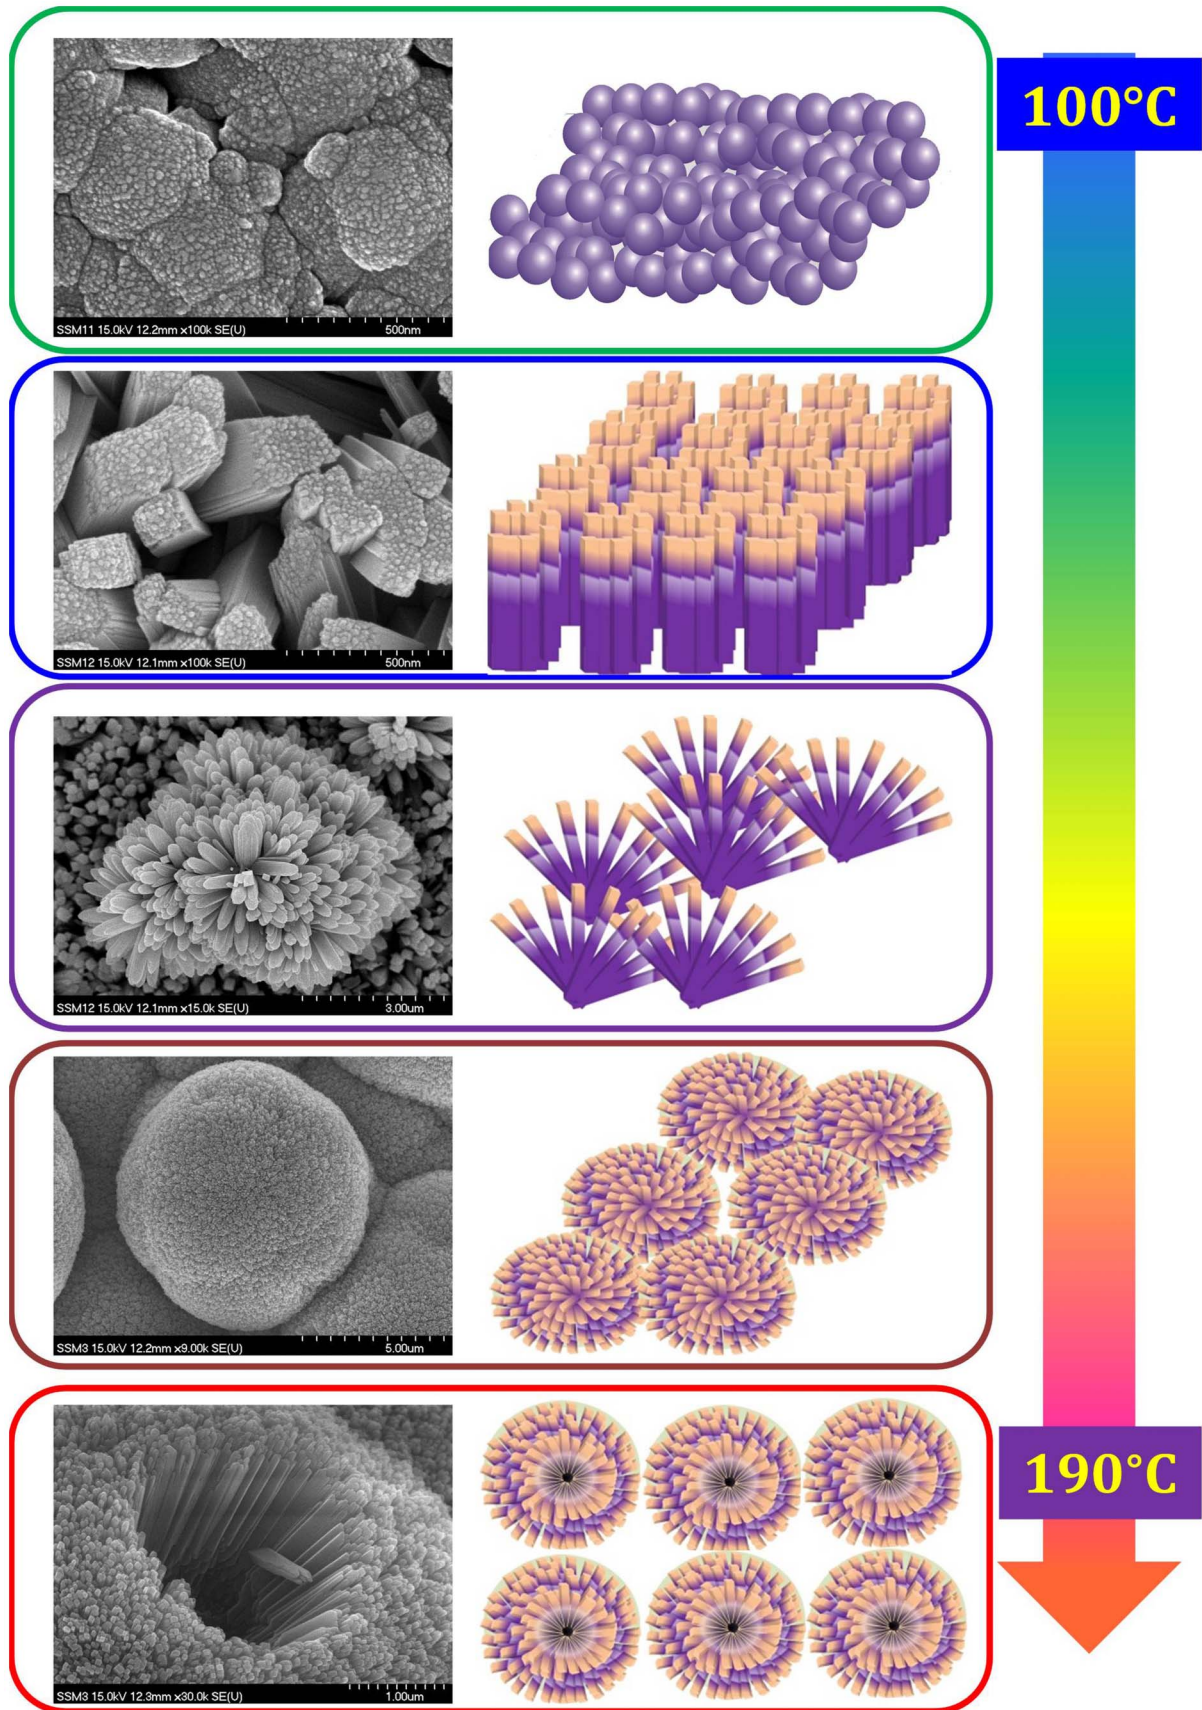 100°C
SSM11 15.0kV 12.2mm x100k SE(U) 500nm
SSM12 15.0kV 12.1mm x100k SE(U) 500nm
SSM12 15.0kV 12.1mm x15.0k SE(U) 3.00um
SSM3 15.0kV 12.2mm x9.00k SE(U) 5.00um
190°C
SSM3 15.0kV 12.3mm x30.0k SE(U) 1.00um